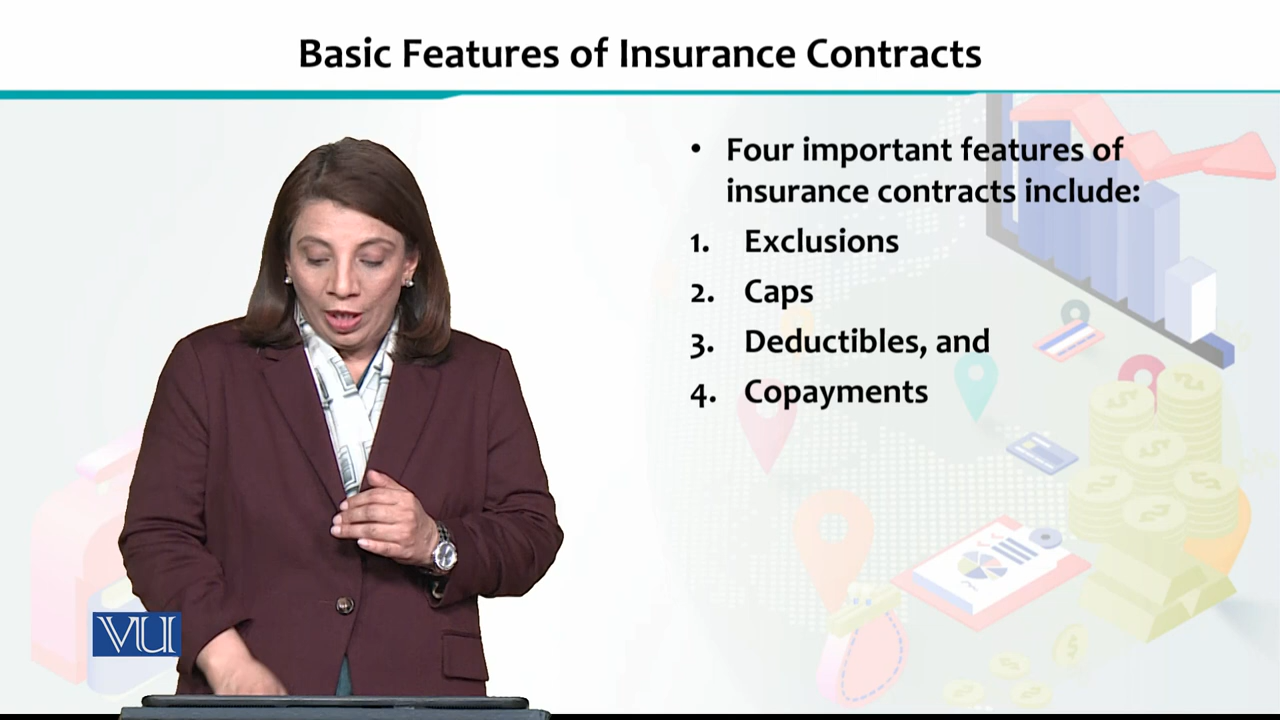 Basic Features of Insurance Contracts
• Four important features of
insurance contracts include:
1. Exclusions
2. Caps
3. Deductibles, and
4. Copayments
VU